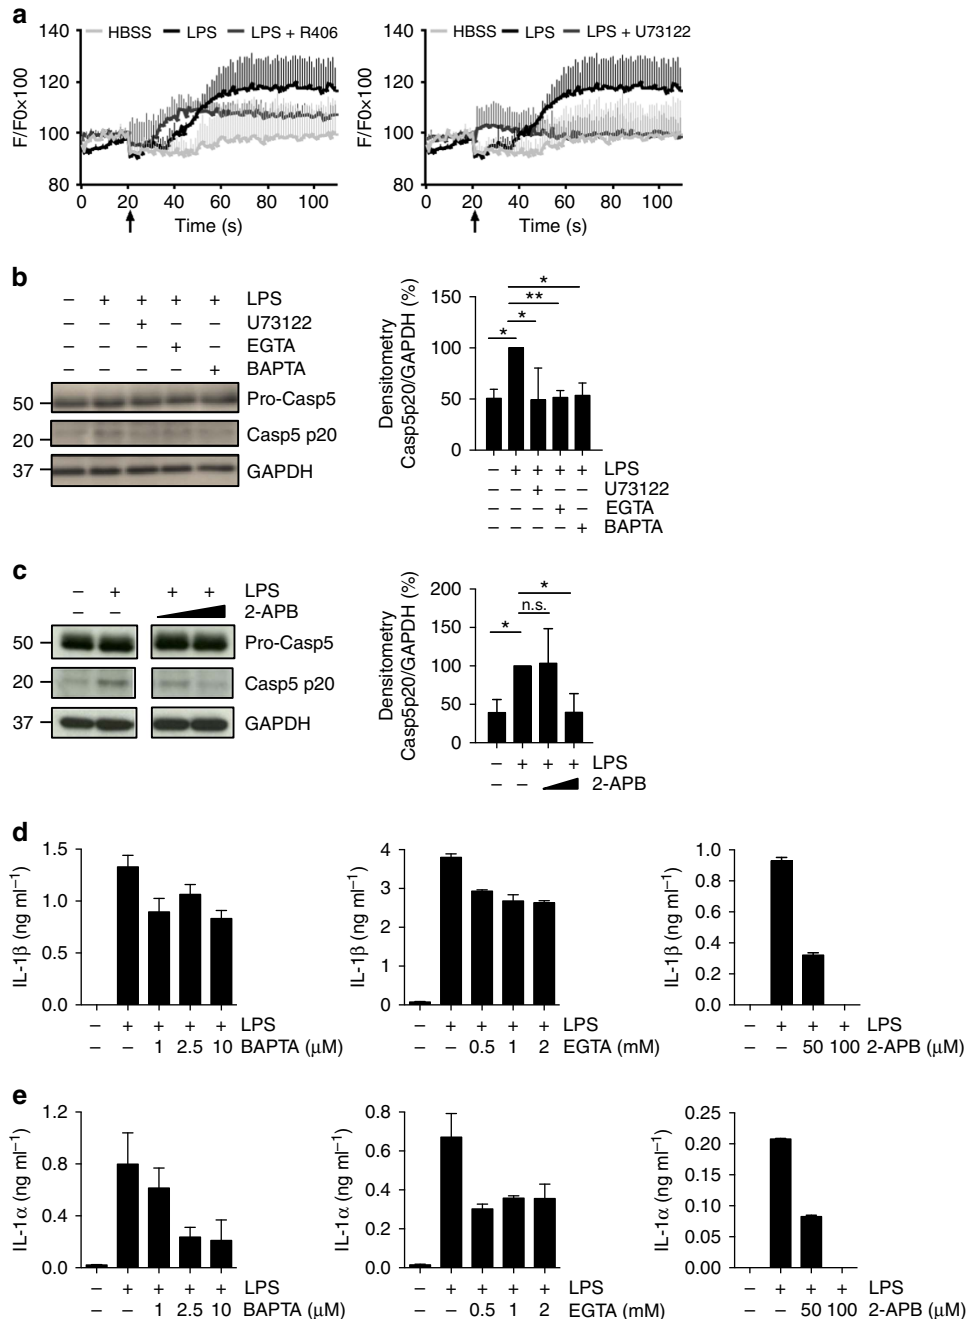 a
140
120
100
80
F/F0×100
HBSS LPS LPS + R406
0 20 40 60 80 100
Time (s)
140
120
100
80
F/F0×100
HBSS LPS LPS + U73122
0 20 40 60 80 100
Time (s)
b
– + + + + LPS
– – + – – U73122
– – – + – EGTA
– – – – + BAPTA
50 Pro-Casp5
20 Casp5 p20
37 GAPDH
Densitometry
Casp5p20/GAPDH (%)
150
100
50
0
*
**
*
*
– + + + + LPS
– – + – – U73122
– – – + – EGTA
– – – – + BAPTA
c
– + + + LPS
– – 2-APB
50 Pro-Casp5
20 Casp5 p20
37 GAPDH
Densitometry
Casp5p20/GAPDH (%)
200
150
100
50
0
*
n.s.
*
– + + + LPS
– – 2-APB
d
IL-1β (ng ml⁻¹)
1.5
1.0
0.5
0.0
– + + + + LPS
– – 1 2.5 10 BAPTA (μM)
IL-1β (ng ml⁻¹)
4
3
2
1
0
– + + + + LPS
– – 0.5 1 2 EGTA (mM)
IL-1β (ng ml⁻¹)
1.0
0.8
0.6
0.4
0.2
0.0
– + + + LPS
– – 50 100 2-APB (μM)
e
IL-1α (ng ml⁻¹)
1.2
0.8
0.4
0.0
– + + + + LPS
– – 1 2.5 10 BAPTA (μM)
IL-1α (ng ml⁻¹)
0.8
0.6
0.4
0.2
0.0
– + + + + LPS
– – 0.5 1 2 EGTA (mM)
IL-1α (ng ml⁻¹)
0.25
0.20
0.15
0.10
0.05
0.00
– + + + LPS
– – 50 100 2-APB (μM)